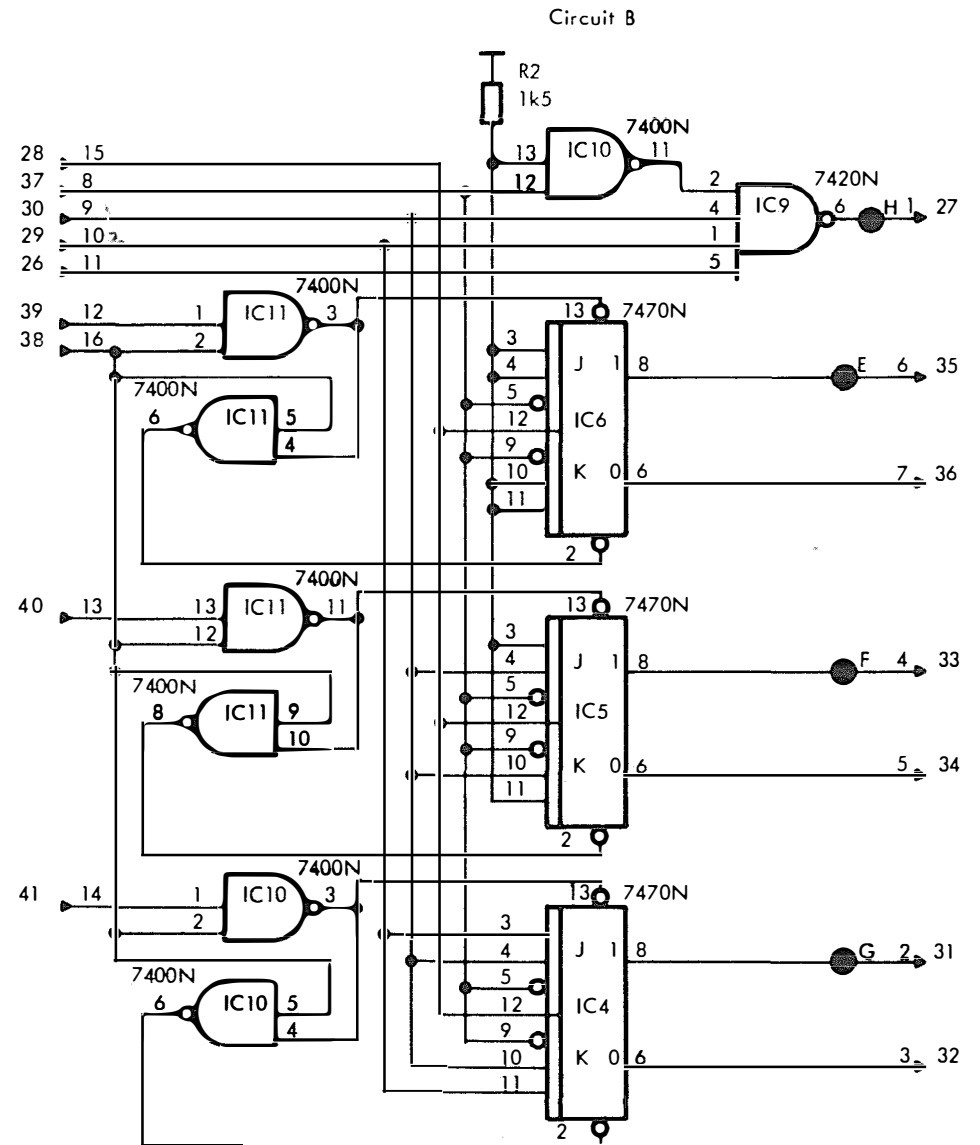 Circuit B
R2
1k5
7400N
28 15 13 IC10 11
7420N
37 8 12 2
30 9 4 IC9 6 H 1 27
29 10 1
26 11 5
7400N
39 12 1 IC11 3 13 7470N
38 16 2 3
7400N 4 J 1 8 E 6 35
5
6 IC11 5 12 IC6
4 9
10 K 0 6 7 36
11
2
7400N
40 13 13 IC11 11 13 7470N
12 3
4 J 1 8 F 4 33
7400N 5
8 IC11 9 12 IC5
10 9
10 K 0 6 5 34
11
2
7400N
41 14 1 IC10 3 13 7470N
2 3
4 J 1 8 G 2 31
7400N 5
6 IC10 5 12 IC4
4 9
10 K 0 6 3 32
11
2